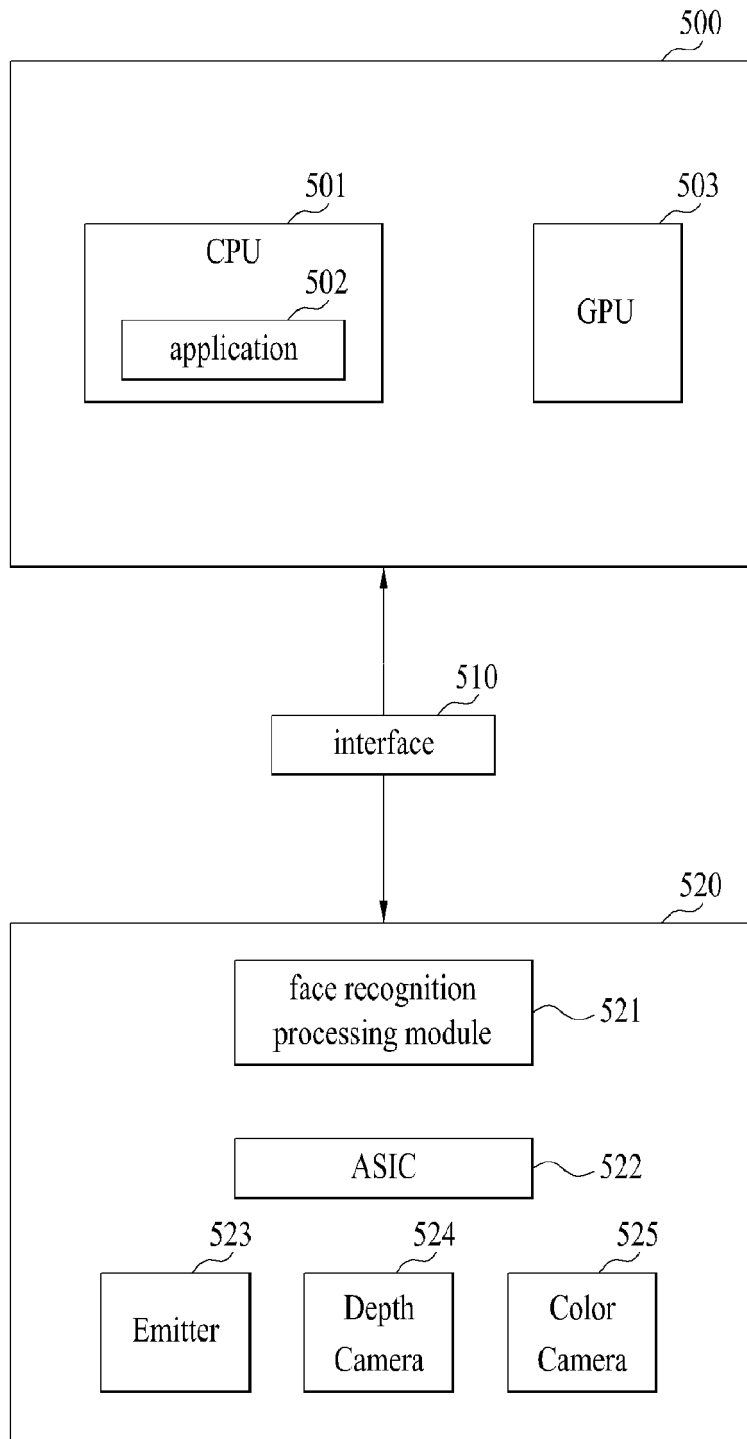 500
501
503
CPU
502
GPU
application
510
interface
520
face recognition
processing module
521
ASIC
522
523
524
525
Emitter
Depth
Camera
Color
Camera